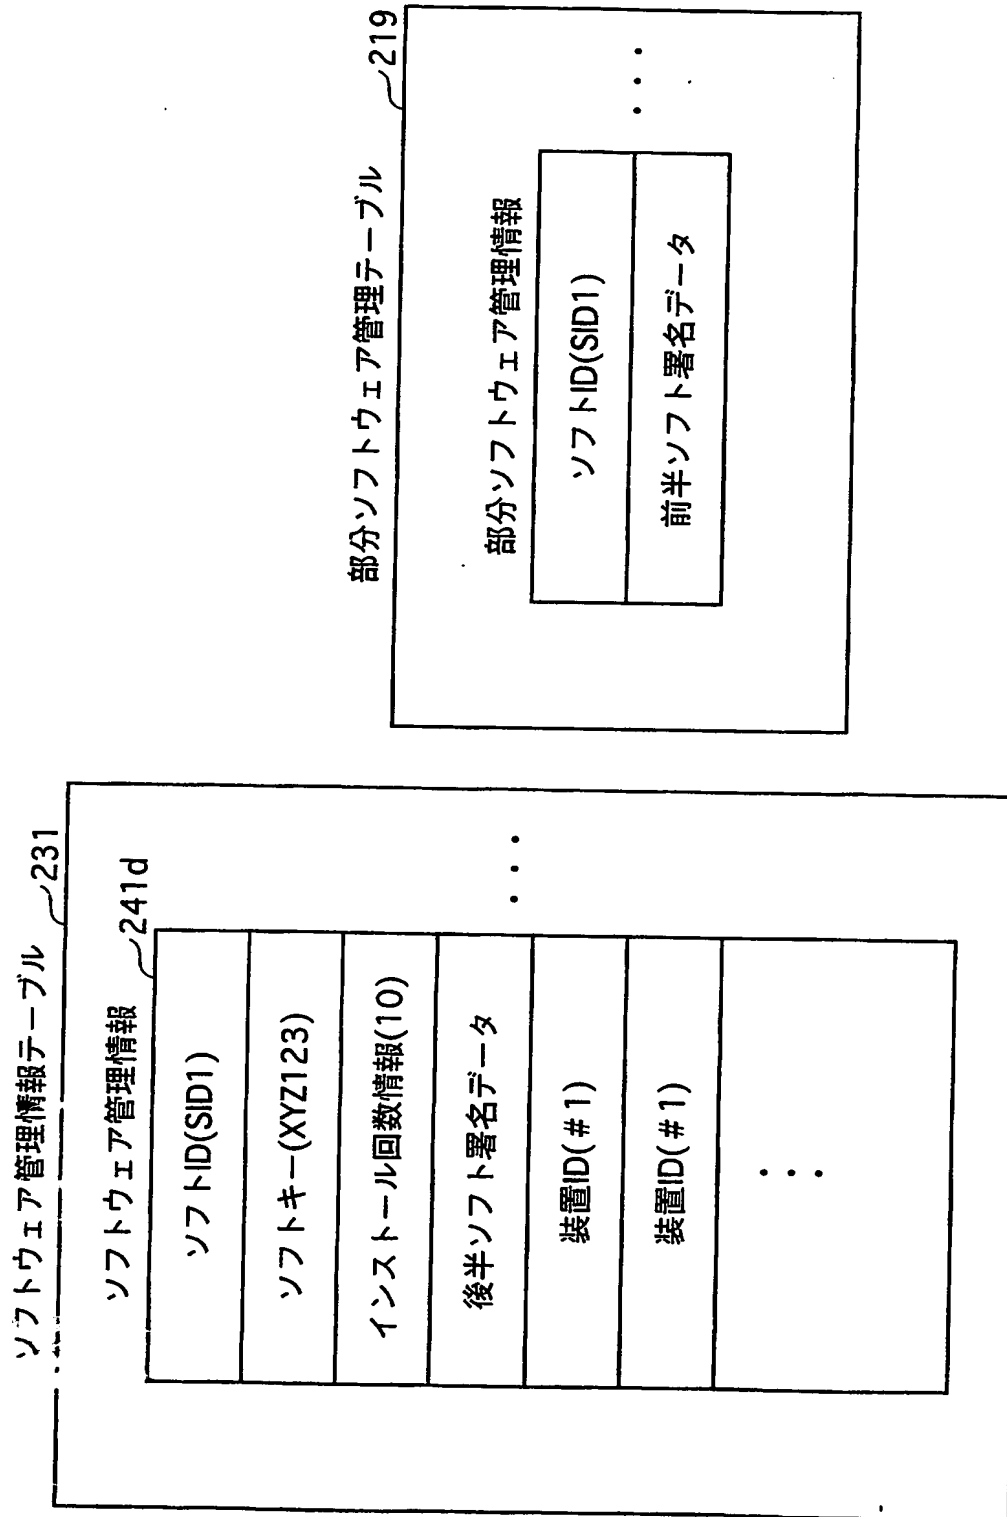 ソフトウェア管理情報テーブル
231
ソフトウェア管理情報
241d
ソフトID(SID1)
ソフトキー(XYZ123)
インストール回数情報(10)
後半ソフト署名データ
装置ID(#1)
装置ID(#1)
部分ソフトウェア管理テーブル
219
部分ソフトウェア管理情報
ソフトID(SID1)
前半ソフト署名データ